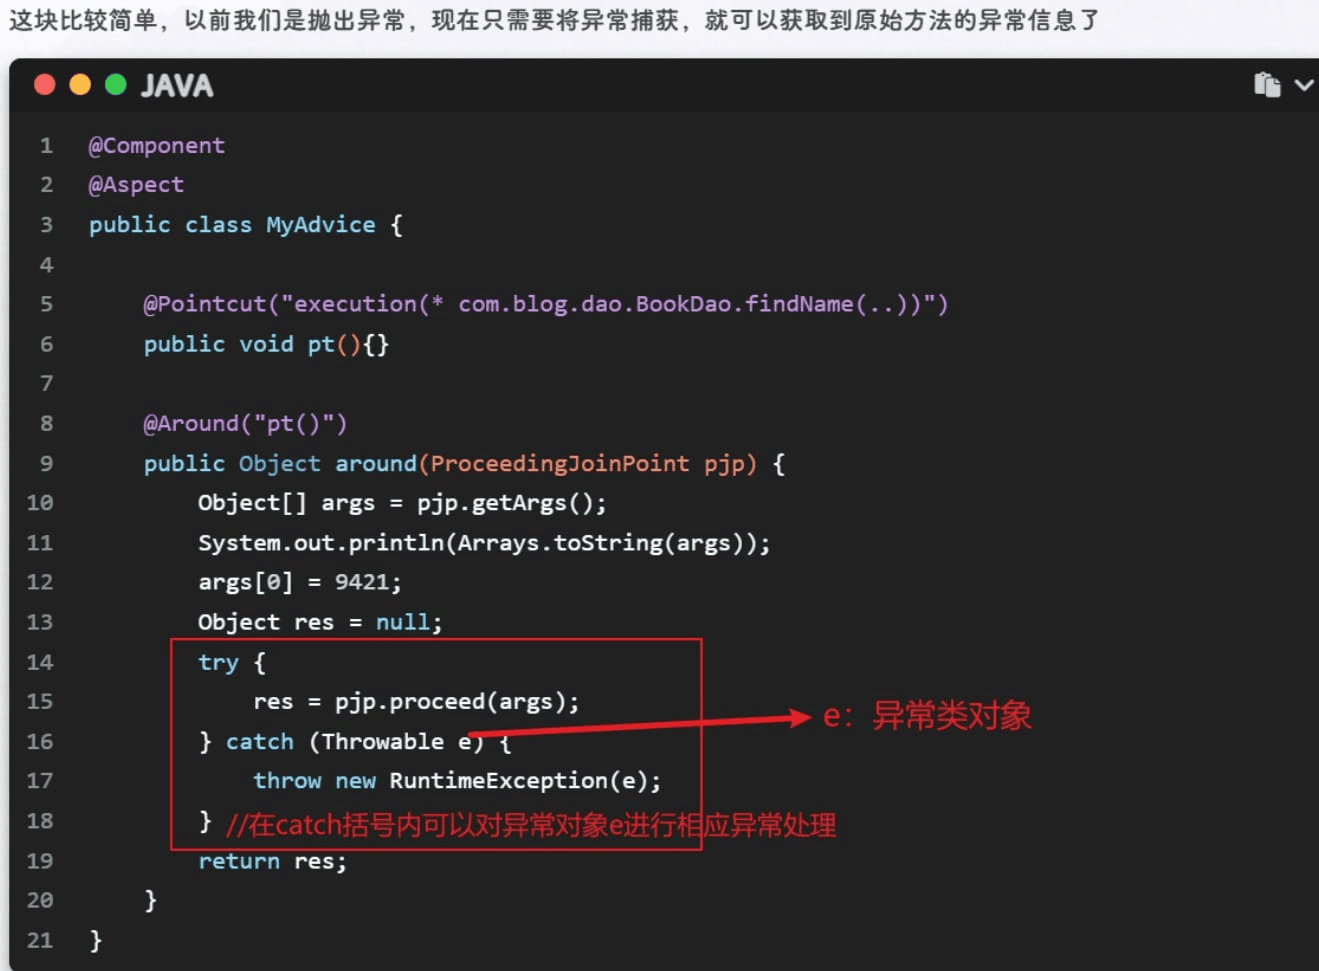 这块比较简单，以前我们是抛出异常，现在只需要将异常捕获，就可以获取到原始方法的异常信息了
JAVA
1 @Component
2 @Aspect
3 public class MyAdvice {
4
5 @Pointcut("execution(* com.blog.dao.BookDao.findName(..))")
6 public void pt(){}
7
8 @Around("pt()")
9 public Object around(ProceedingJoinPoint pjp) {
10 Object[] args = pjp.getArgs();
11 System.out.println(Arrays.toString(args));
12 args[0] = 9421;
13 Object res = null;
14 try {
15 res = pjp.proceed(args);
16 } catch (Throwable e) {
e：异常类对象
17 throw new RuntimeException(e);
18 } //在catch括号内可以对异常对象e进行相应异常处理
19 return res;
20 }
21 }